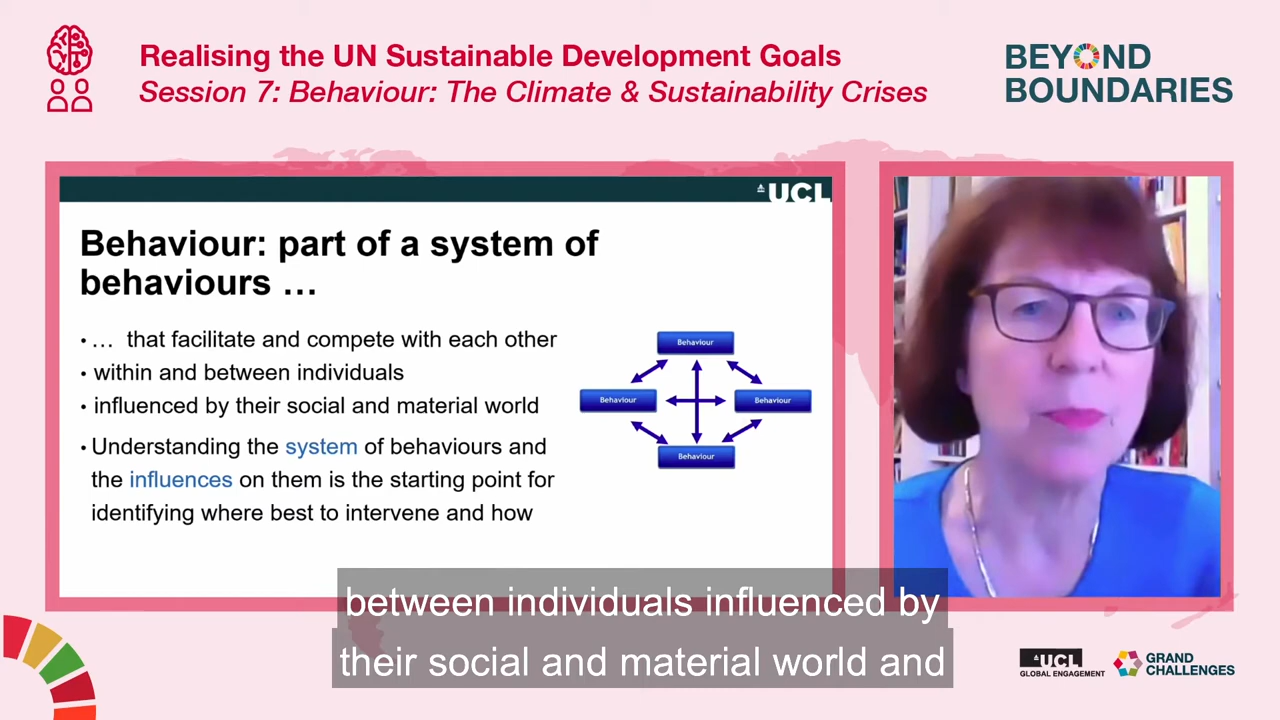 Realising the UN Sustainable Development Goals
Session 7: Behaviour: The Climate & Sustainability Crises
BEYOND
BOUNDARIES
UCL
Behaviour: part of a system of
behaviours …
• … that facilitate and compete with each other
• within and between individuals
• influenced by their social and material world
• Understanding the system of behaviours and
the influences on them is the starting point for
identifying where best to intervene and how
Behaviour
Behaviour
Behaviour
Behaviour
between individuals influenced by
their social and material world and
UCL
GLOBAL ENGAGEMENT
GRAND
CHALLENGES